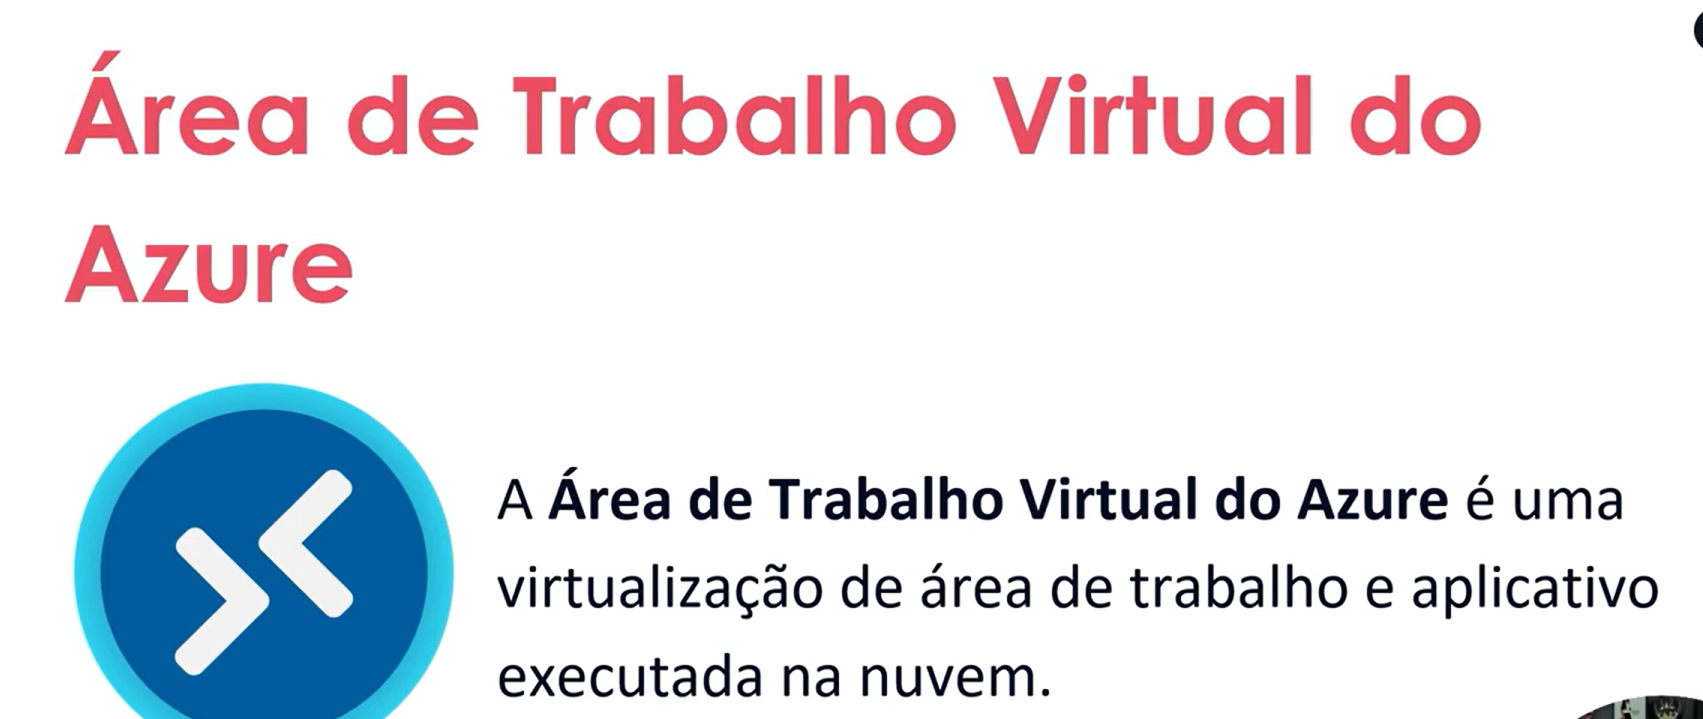 Área de Trabalho Virtual do
Azure
A Área de Trabalho Virtual do Azure é uma
virtualização de área de trabalho e aplicativo
executada na nuvem.